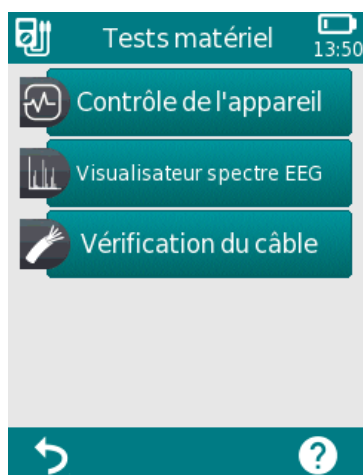 Tests matériel
13:50
Contrôle de l'appareil
Visualisateur spectre EEG
Vérification du câble
?